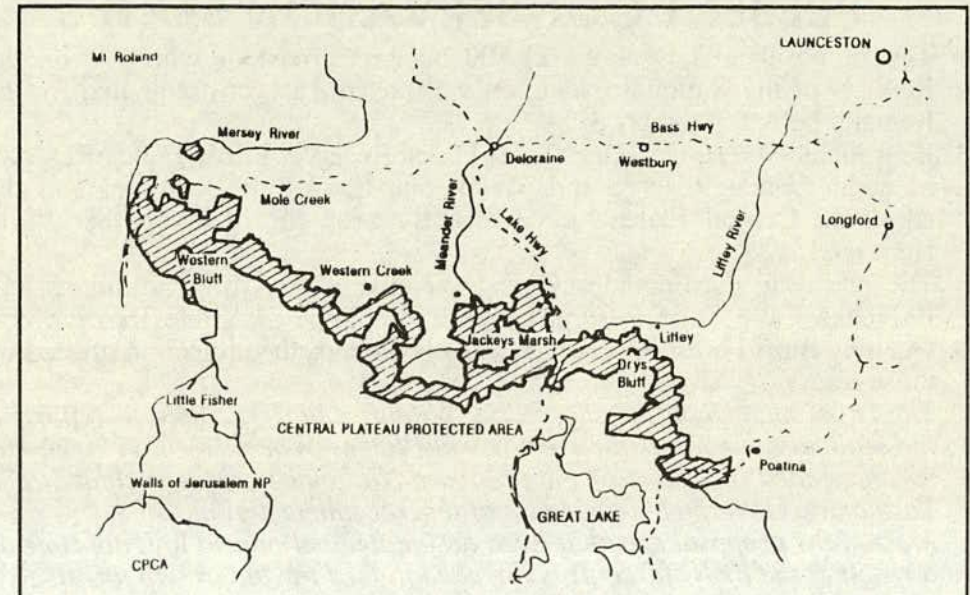 LAUNCESTON
Mt Roland
Mersey River
Bass Hwy
Deloraine
Westbury
Mole Creek
Meander River
Lake Hwy
Liffey River
Longford
Western
Bluff
Western Creek
Jackeys Marsh
Liffey
Drys
Bluff
Little Fisher
CENTRAL PLATEAU PROTECTED AREA
Poatina
Walls of Jerusalem NP
GREAT LAKE
CPCA